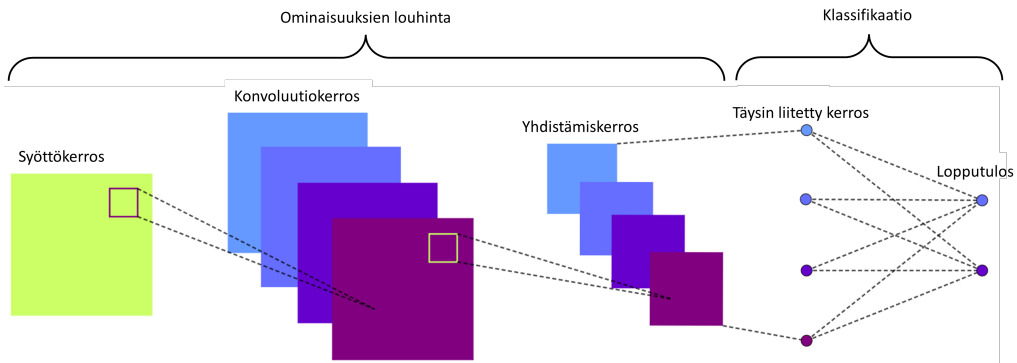 Ominaisuuksien louhinta
Klassifikaatio
Konvoluutiokerros
Täysin liitetty kerros
Yhdistämiskerros
Syöttökerros
Lopputulos